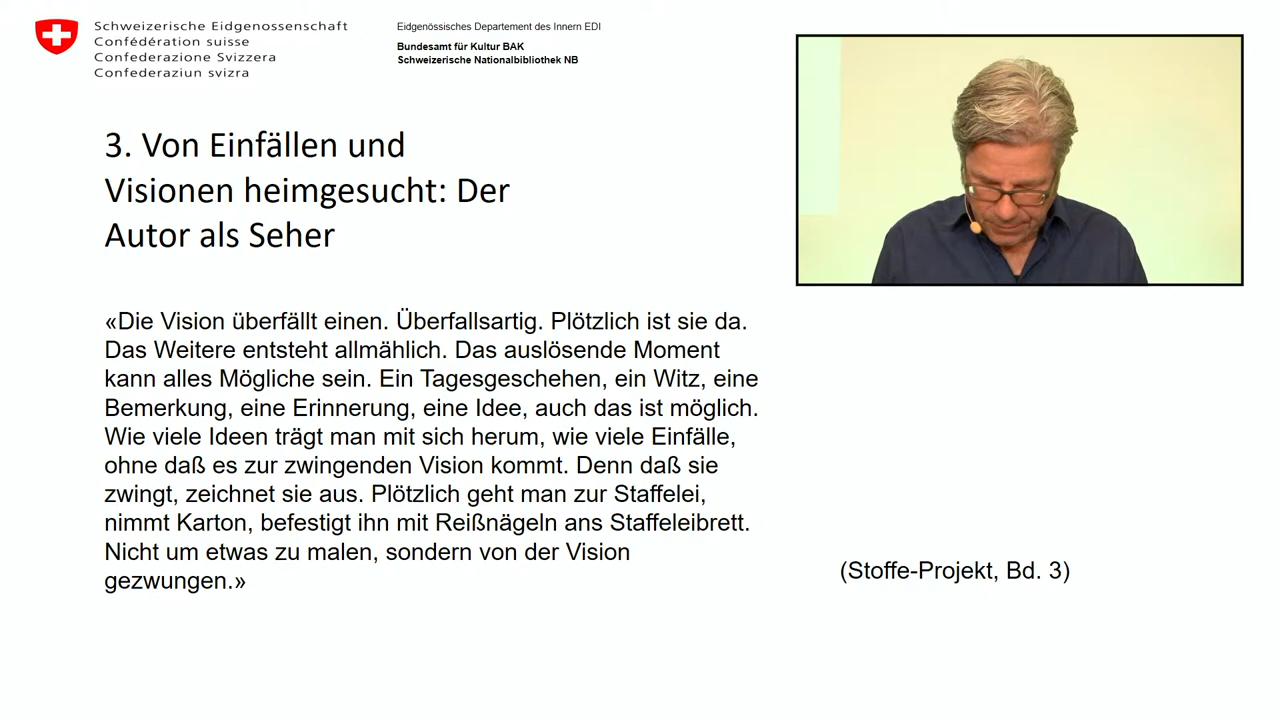 Schweizerische Eidgenossenschaft
Confédération suisse
Confederazione Svizzera
Confederaziun svizra
Eidgenössisches Departement des Innern EDI
Bundesamt für Kultur BAK
Schweizerische Nationalbibliothek NB
3. Von Einfällen und
Visionen heimgesucht: Der
Autor als Seher
«Die Vision überfällt einen. Überfallsartig. Plötzlich ist sie da.
Das Weitere entsteht allmählich. Das auslösende Moment
kann alles Mögliche sein. Ein Tagesgeschehen, ein Witz, eine
Bemerkung, eine Erinnerung, eine Idee, auch das ist möglich.
Wie viele Ideen trägt man mit sich herum, wie viele Einfälle,
ohne daß es zur zwingenden Vision kommt. Denn daß sie
zwingt, zeichnet sie aus. Plötzlich geht man zur Staffelei,
nimmt Karton, befestigt ihn mit Reißnägeln ans Staffeleibrett.
Nicht um etwas zu malen, sondern von der Vision
gezwungen.»
(Stoffe-Projekt, Bd. 3)